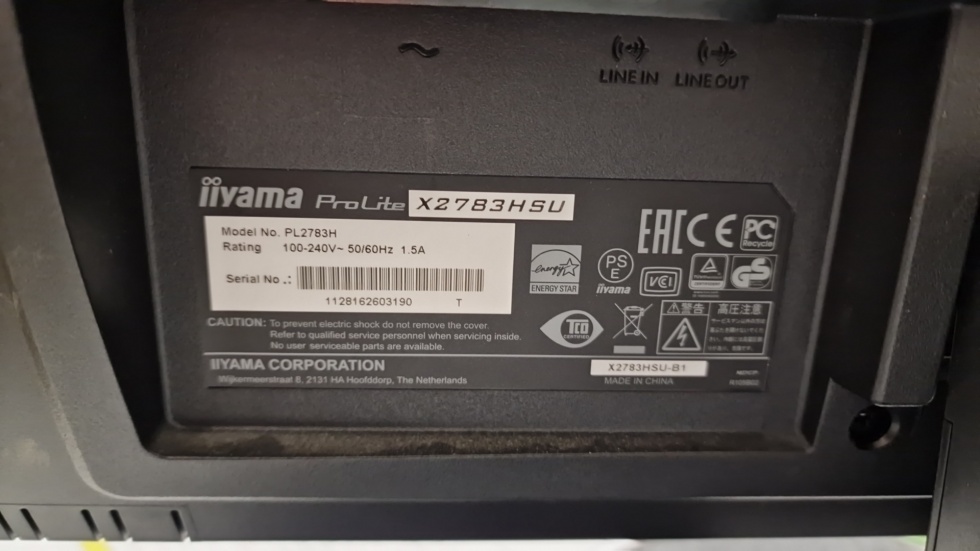 LINE IN LINE OUT
iiyama ProLite X2783HSU
Model No. PL2783H
Rating 100-240V~ 50/60Hz 1.5A
Serial No .:
1128162603190 T
EAC CE PC
Recycle
energy
ENERGY STAR
PS
E
iiyama
VCI
GS
TCO
CERTIFIED
⚠警告 高圧注意
CAUTION: To prevent electric shock do not remove the cover.
Refer to qualified service personnel when servicing inside.
No user serviceable parts are available.
IIYAMA CORPORATION
Wijkermeerstraat 8, 2131 HA Hoofddorp, The Netherlands
X2783HSU-B1
MADE IN CHINA